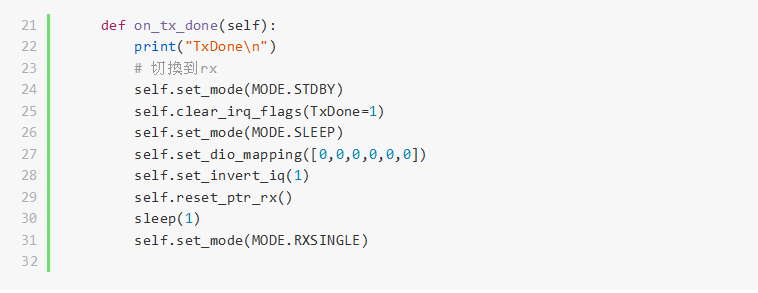 21 def on_tx_done(self):
22 print("TxDone\n")
23 # 切換到rx
24 self.set_mode(MODE.STDBY)
25 self.clear_irq_flags(TxDone=1)
26 self.set_mode(MODE.SLEEP)
27 self.set_dio_mapping([0,0,0,0,0,0])
28 self.set_invert_iq(1)
29 self.reset_ptr_rx()
30 sleep(1)
31 self.set_mode(MODE.RXSINGLE)
32